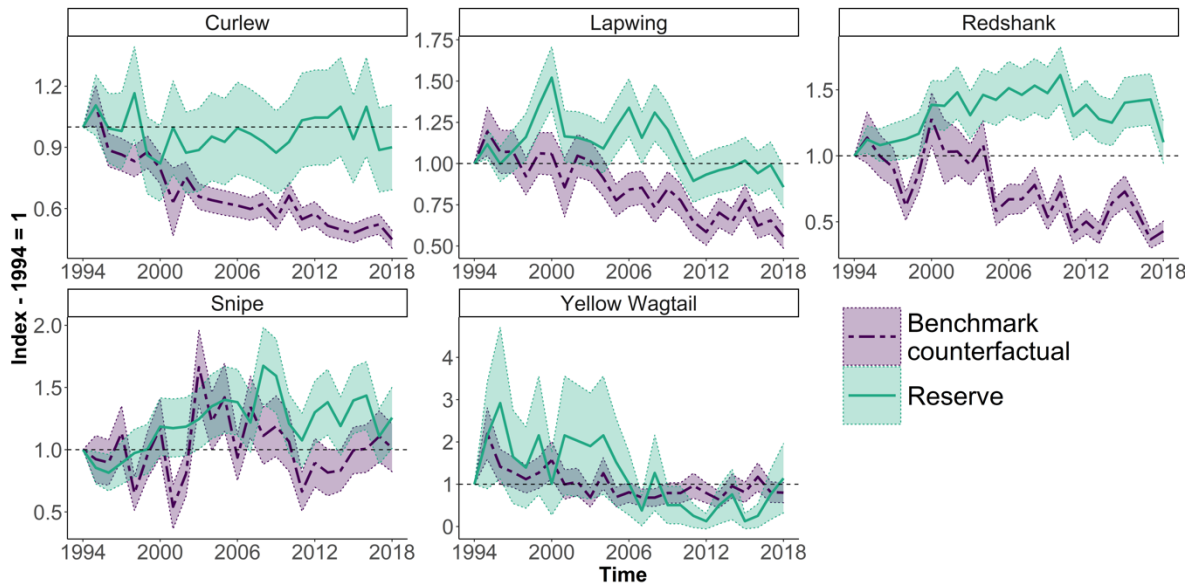 Curlew
Lapwing
Redshank
1.2
0.9
0.6
1.75
1.50
1.25
1.00
0.75
0.50
1.5
1.0
0.5
1994 2000 2006 2012 2018
1994 2000 2006 2012 2018
1994 2000 2006 2012 2018
Index - 1994 = 1
Snipe
Yellow Wagtail
2.0
1.5
1.0
0.5
4
3
2
1
0
1994 2000 2006 2012 2018
1994 2000 2006 2012 2018
Time
Benchmark
counterfactual
Reserve